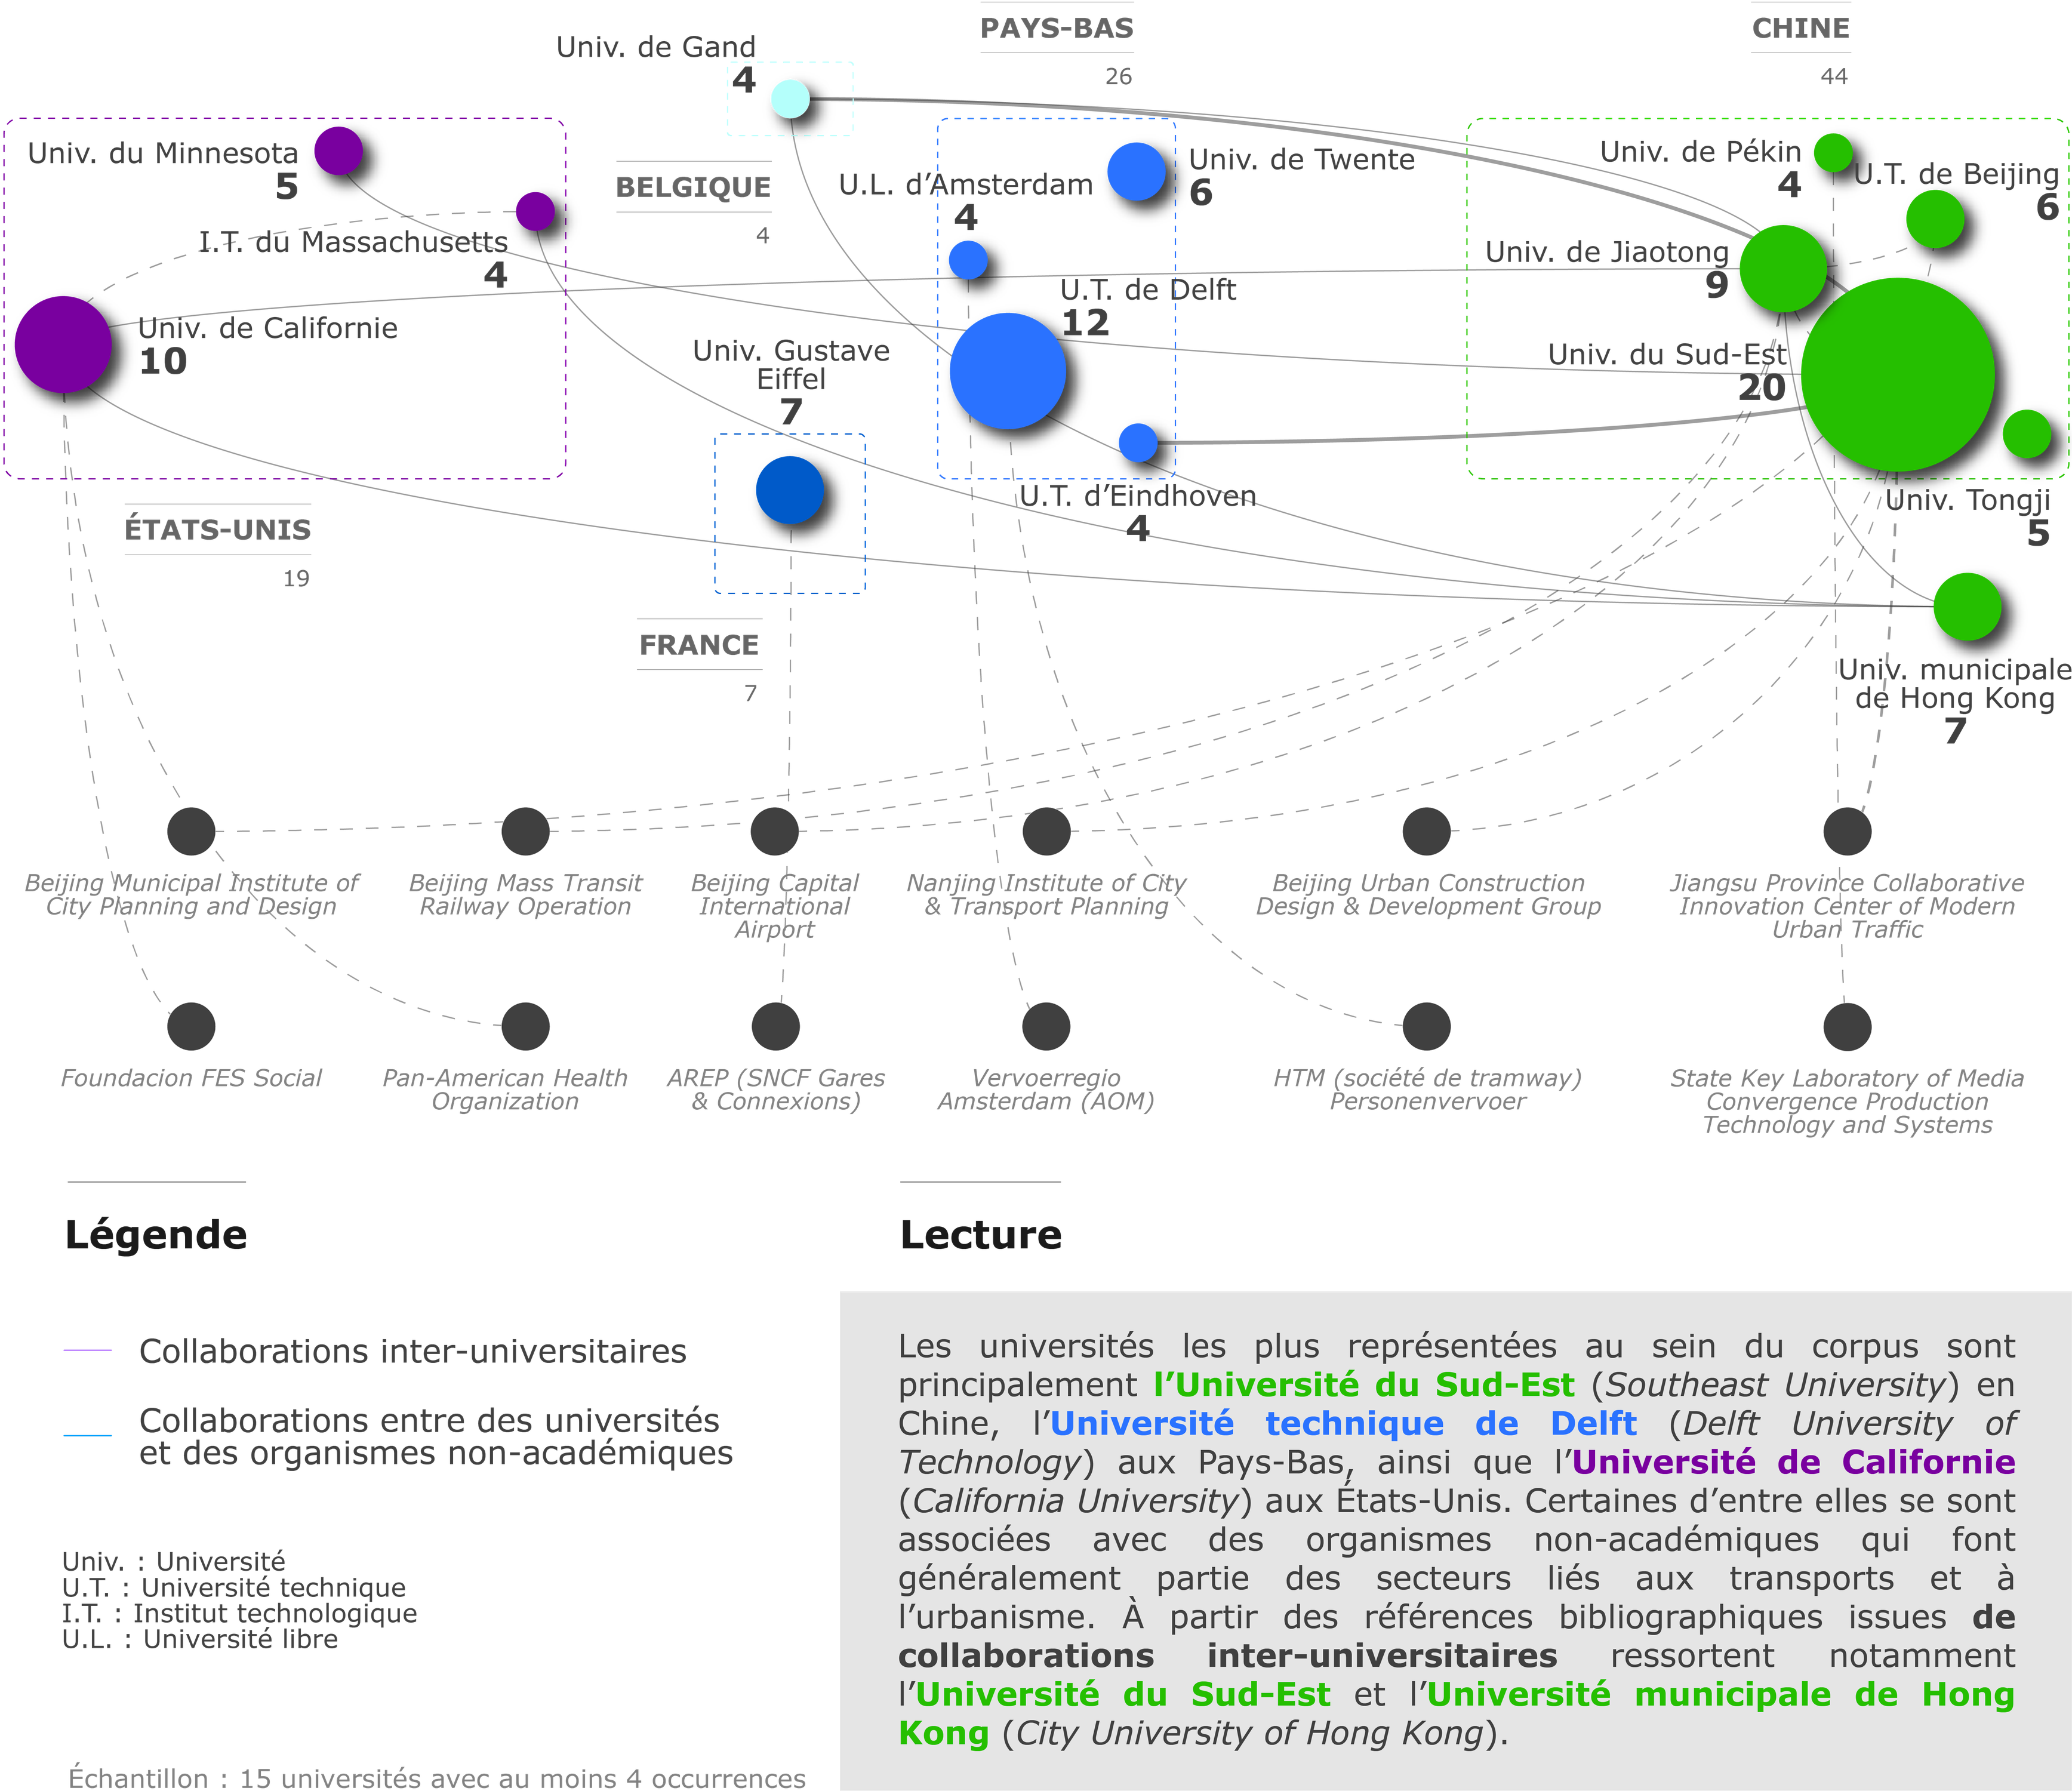 PAYS-BAS
26
CHINE
44
Univ. de Gand
4
BELGIQUE
4
Univ. du Minnesota
5
I.T. du Massachusetts
4
Univ. de Californie
10
ÉTATS-UNIS
19
Univ. Gustave
Eiffel
7
FRANCE
7
U.L. d’Amsterdam
4
Univ. de Twente
6
U.T. de Delft
12
U.T. d’Eindhoven
4
Univ. de Pékin
4
U.T. de Beijing
6
Univ. de Jiaotong
9
Univ. du Sud-Est
20
Univ. Tongji
5
Univ. municipale
de Hong Kong
7
Beijing Municipal Institute of
City Planning and Design
Beijing Mass Transit
Railway Operation
Beijing Capital
International
Airport
Nanjing Institute of City
& Transport Planning
Beijing Urban Construction
Design & Development Group
Jiangsu Province Collaborative
Innovation Center of Modern
Urban Traffic
Foundacion FES Social
Pan-American Health
Organization
AREP (SNCF Gares
& Connexions)
Vervoerregio
Amsterdam (AOM)
HTM (société de tramway)
Personenvervoer
State Key Laboratory of Media
Convergence Production
Technology and Systems
Légende
Collaborations inter-universitaires
Collaborations entre des universités
et des organismes non-académiques
Univ. : Université
U.T. : Université technique
I.T. : Institut technologique
U.L. : Université libre
Échantillon : 15 universités avec au moins 4 occurrences
Lecture
Les universités les plus représentées au sein du corpus sont
principalement l’Université du Sud-Est (Southeast University) en
Chine, l’Université technique de Delft (Delft University of
Technology) aux Pays-Bas, ainsi que l’Université de Californie
(California University) aux États-Unis. Certaines d’entre elles se sont
associées avec des organismes non-académiques qui font
généralement partie des secteurs liés aux transports et à
l’urbanisme. À partir des références bibliographiques issues de
collaborations inter-universitaires ressortent notamment
l’Université du Sud-Est et l’Université municipale de Hong
Kong (City University of Hong Kong).